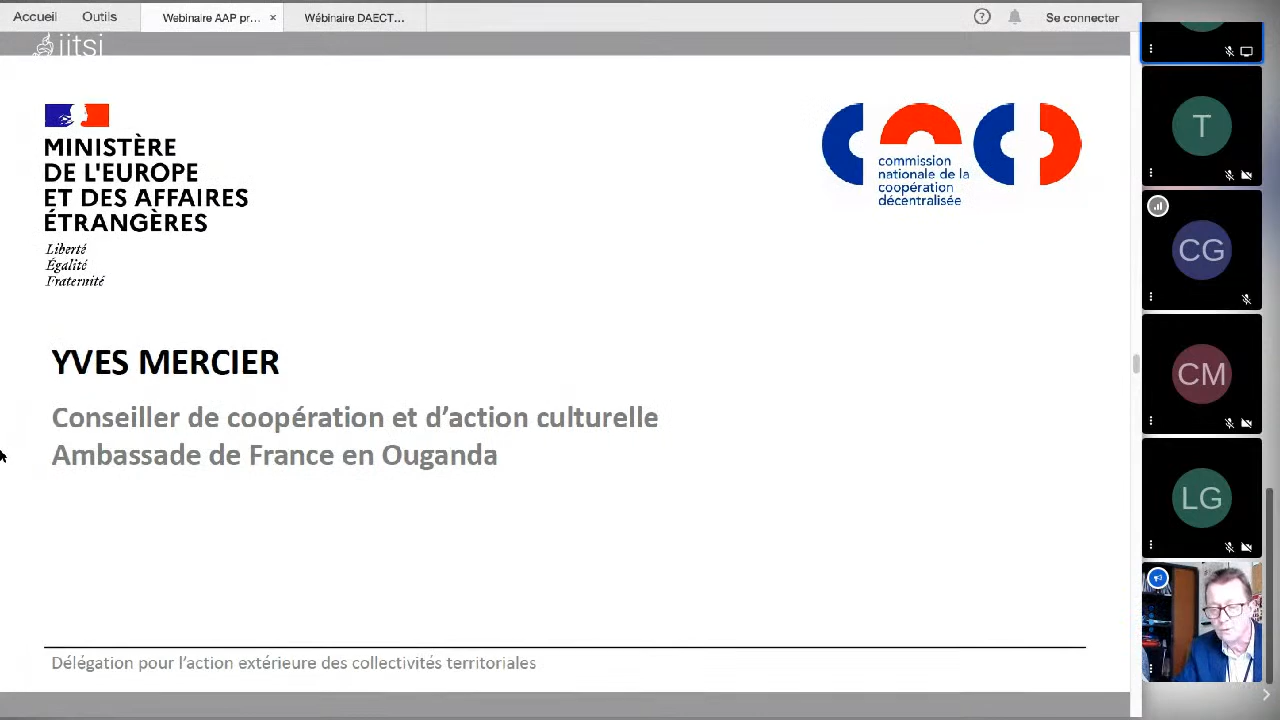 Accueil
Outils
Webinaire AAP pr...
×
Wébinaire DAECT...
?
Se connecter
iitsi
MINISTÈRE
DE L'EUROPE
ET DES AFFAIRES
ÉTRANGÈRES
Liberté
Égalité
Fraternité
commission
nationale de la
coopération
décentralisée
YVES MERCIER
Conseiller de coopération et d'action culturelle
Ambassade de France en Ouganda
Délégation pour l'action extérieure des collectivités territoriales
T
CG
CM
LG